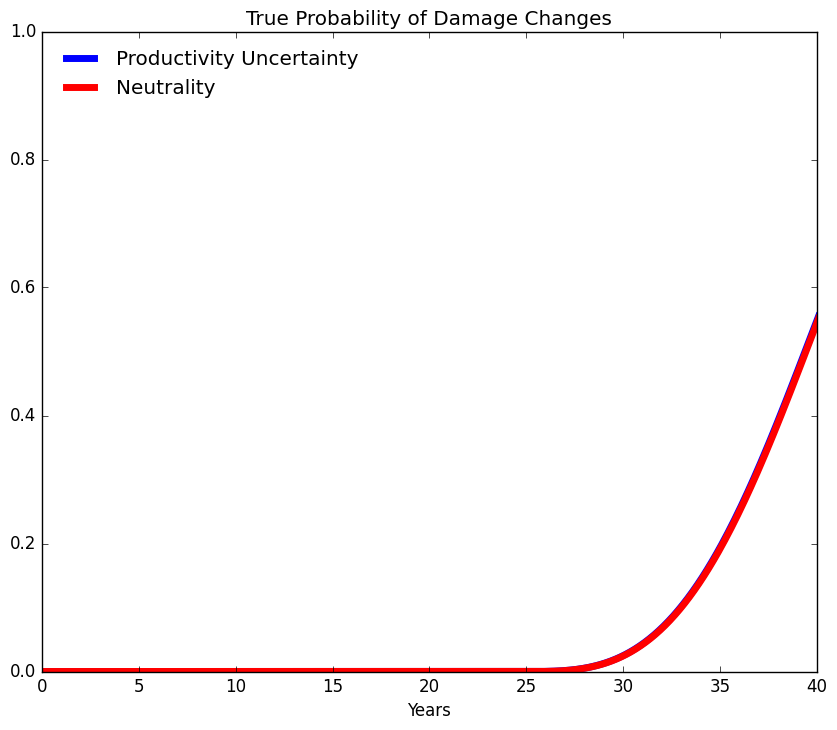 True Probability of Damage Changes
1.0
Productivity Uncertainty
Neutrality
0.8
0.6
0.4
0.2
0.0
0 5 10 15 20 25 30 35 40
Years